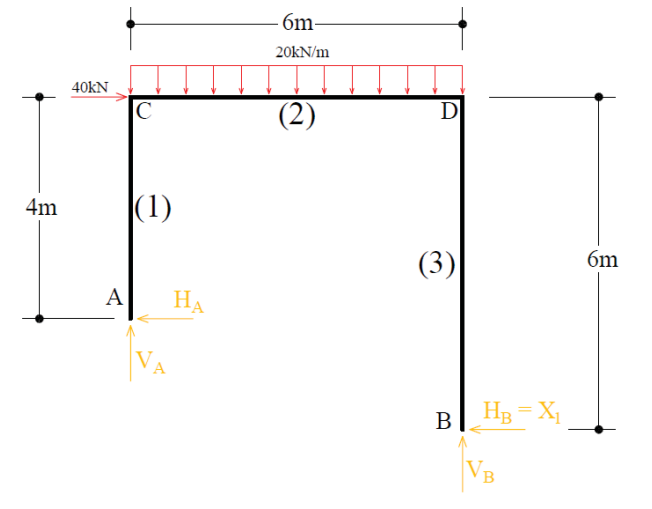 6m
20kN/m
40kN
C
(2)
D
4m
(1)
(3)
6m
A
H_A
V_A
B
H_B = X_1
V_B